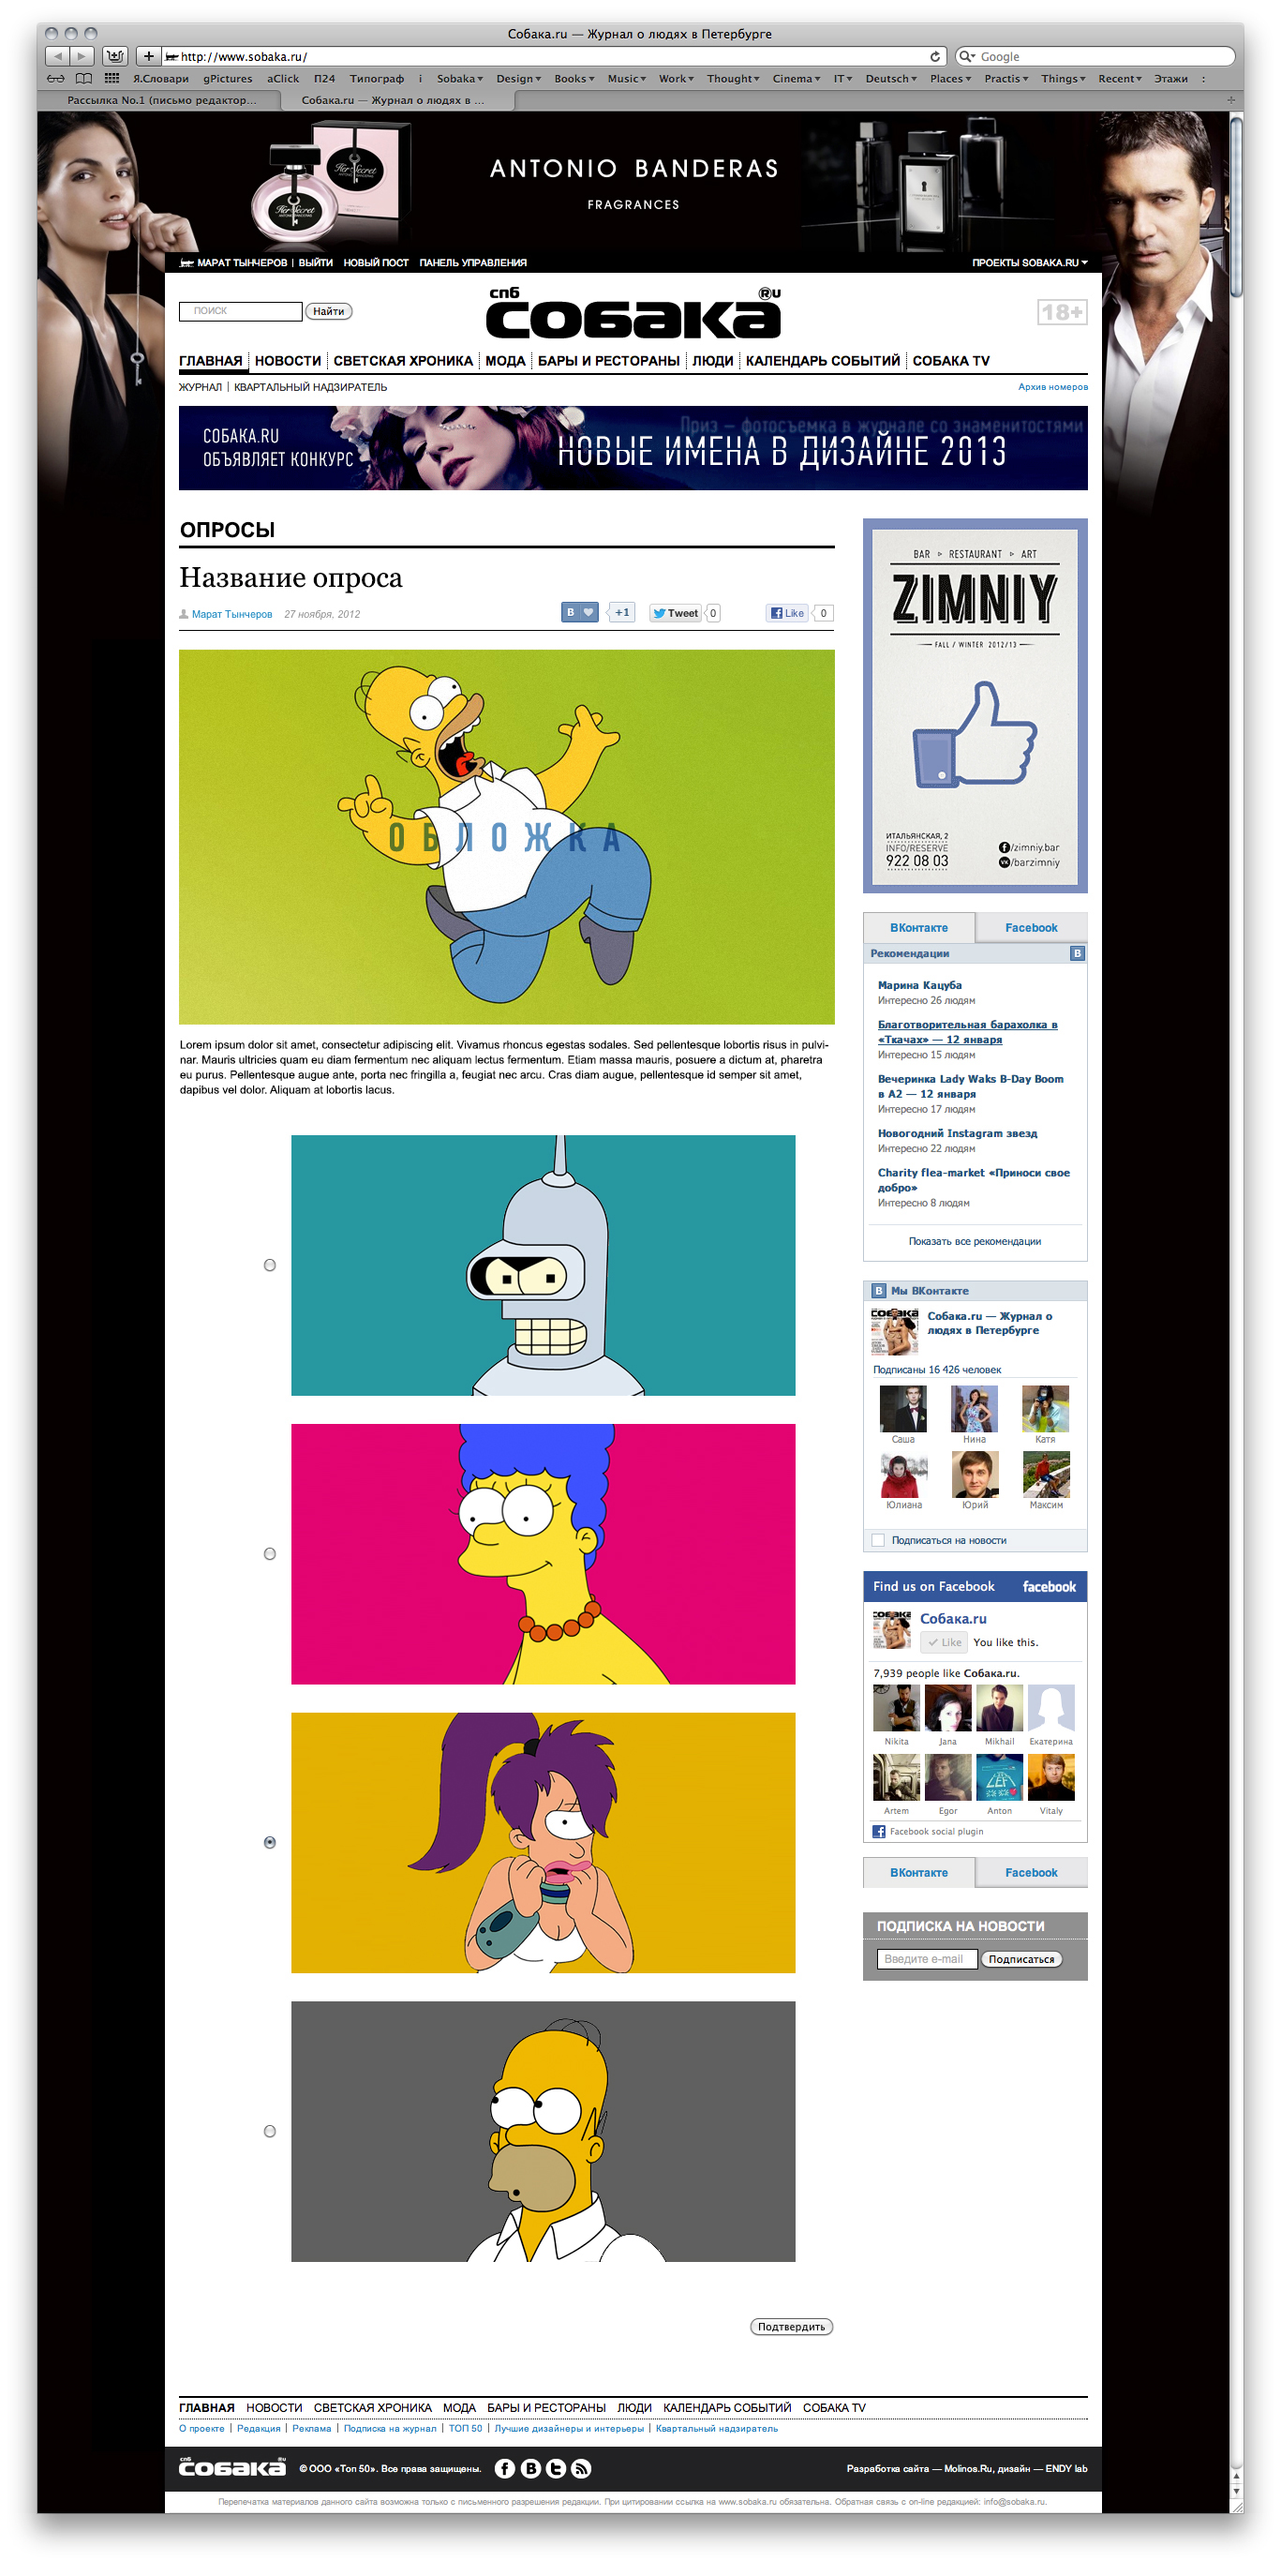 Собака.ru — Журнал о людях в Петербурге
http://www.sobaka.ru/
Google
Я.Словари gPictures aClick П24 Типограф i Sobaka Design Books Music Work Thought Cinema IT Deutsch Places Practis Things Recent Этажи :
Рассылка No.1 (письмо редактор...
Собака.ru — Журнал о людях в ...
Her Secret
Her Secret
ANTONIO BANDERAS
FRAGRANCES
МАРАТ ТЫНЧЕРОВ | ВЫЙТИ НОВЫЙ ПОСТ ПАНЕЛЬ УПРАВЛЕНИЯ
ПРОЕКТЫ SOBAKA.RU
ПОИСК
Найти
спб
собака ®u
18+
ГЛАВНАЯ НОВОСТИ СВЕТСКАЯ ХРОНИКА МОДА БАРЫ И РЕСТОРАНЫ ЛЮДИ КАЛЕНДАРЬ СОБЫТИЙ СОБАКА TV
ЖУРНАЛ | КВАРТАЛЬНЫЙ НАДЗИРАТЕЛЬ
Архив номеров
СОБАКА.RU
ОБЪЯВЛЯЕТ КОНКУРС
Приз — фотосъемка в журнале со знаменитостями
НОВЫЕ ИМЕНА В ДИЗАЙНЕ 2013
ОПРОСЫ
Название опроса
Марат Тынчеров 27 ноября, 2012
B +1 Tweet 0 Like 0
ОБЛОЖКА
Lorem ipsum dolor sit amet, consectetur adipiscing elit. Vivamus rhoncus egestas sodales. Sed pellentesque lobortis risus in pulvi-
nar. Mauris ultricies quam eu diam fermentum nec aliquam lectus fermentum. Etiam massa mauris, posuere a dictum at, pharetra
eu purus. Pellentesque augue ante, porta nec fringilla a, feugiat nec arcu. Cras diam augue, pellentesque id semper sit amet,
dapibus vel dolor. Aliquam at lobortis lacus.
Подтвердить
BAR > RESTAURANT > ART
ZIMNIY
FALL / WINTER 2012/13
ИТАЛЬЯНСКАЯ, 2
INFO/RESERVE
922 08 03
/zimniy.bar
/barzimniy
ВКонтакте Facebook
Рекомендации B
Марина Кацуба
Интересно 26 людям
Благотворительная барахолка в
«Ткачах» — 12 января
Интересно 15 людям
Вечеринка Lady Waks B-Day Boom
в А2 — 12 января
Интересно 17 людям
Новогодний Instagram звезд
Интересно 22 людям
Charity flea-market «Приноси свое
добро»
Интересно 8 людям
Показать все рекомендации
B Мы ВКонтакте
Собака.ru — Журнал о
людях в Петербурге
Подписаны 16 426 человек
Саша Нина Катя
Юлиана Юрий Максим
Подписаться на новости
Find us on Facebook facebook
Собака.ru
Like You like this.
7,939 people like Собака.ru.
Nikita Jana Mikhail Екатерина
Artem Egor Anton Vitaly
Facebook social plugin
ВКонтакте Facebook
ПОДПИСКА НА НОВОСТИ
Введите e-mail Подписаться
ГЛАВНАЯ НОВОСТИ СВЕТСКАЯ ХРОНИКА МОДА БАРЫ И РЕСТОРАНЫ ЛЮДИ КАЛЕНДАРЬ СОБЫТИЙ СОБАКА TV
О проекте | Редакция | Реклама | Подписка на журнал | ТОП 50 | Лучшие дизайнеры и интерьеры | Квартальный надзиратель
спб
собака ®u
© ООО «Топ 50». Все права защищены.
Разработка сайта — Molinos.Ru, дизайн — ENDY lab
Перепечатка материалов данного сайта возможна только с письменного разрешения редакции. При цитировании ссылка на www.sobaka.ru обязательна. Обратная связь с on-line редакцией: info@sobaka.ru.